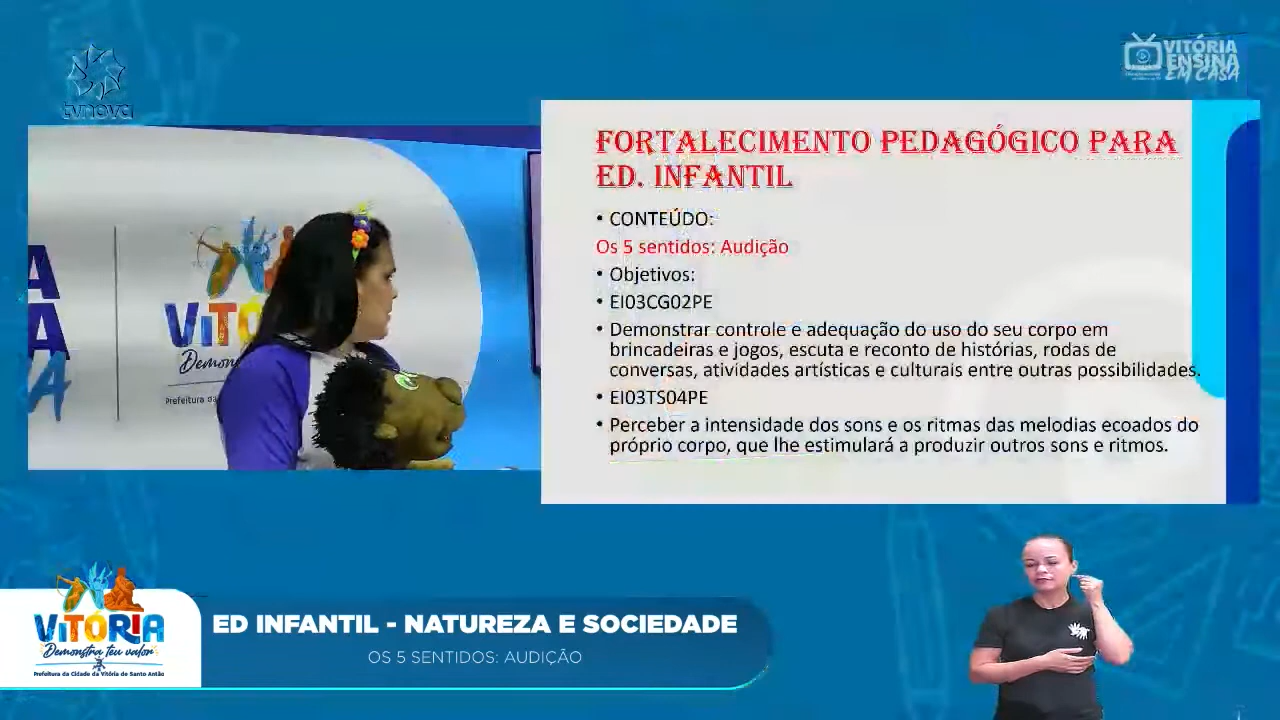 tvnova
VITÓRIA
ENSINA
EM CASA
FORTALECIMENTO PEDAGÓGICO PARA
ED. INFANTIL
• CONTEÚDO:
Os 5 sentidos: Audição
• Objetivos:
• EI03CG02PE
• Demonstrar controle e adequação do uso do seu corpo em
brincadeiras e jogos, escuta e reconto de histórias, rodas de
conversas, atividades artísticas e culturais entre outras possibilidades.
• EI03TS04PE
• Perceber a intensidade dos sons e os ritmas das melodias ecoados do
próprio corpo, que lhe estimulará a produzir outros sons e ritmos.
A
A
A
VITÓ
Demons
Prefeitura da
VITÓRIA
Demonstra teu valor
Prefeitura da Cidade da Vitória de Santo Antão
ED INFANTIL - NATUREZA E SOCIEDADE
OS 5 SENTIDOS: AUDIÇÃO